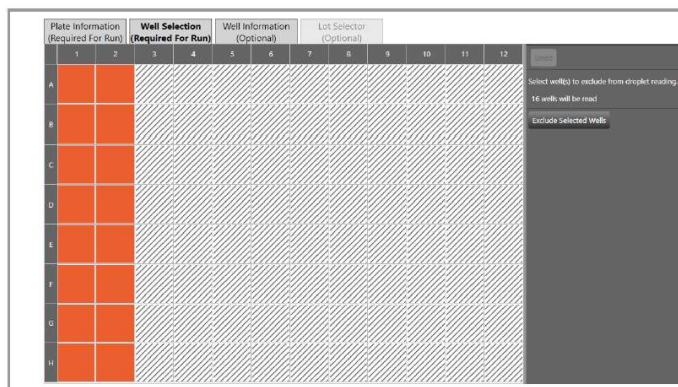 Plate Information
(Required For Run)
Well Selection
(Required For Run)
Well Information
(Optional)
Lot Selector
(Optional)
1 2 3 4 5 6 7 8 9 10 11 12
A
B
C
D
E
F
G
H
Select well(s) to exclude from droplet reading.
16 wells will be read
Exclude Selected Wells